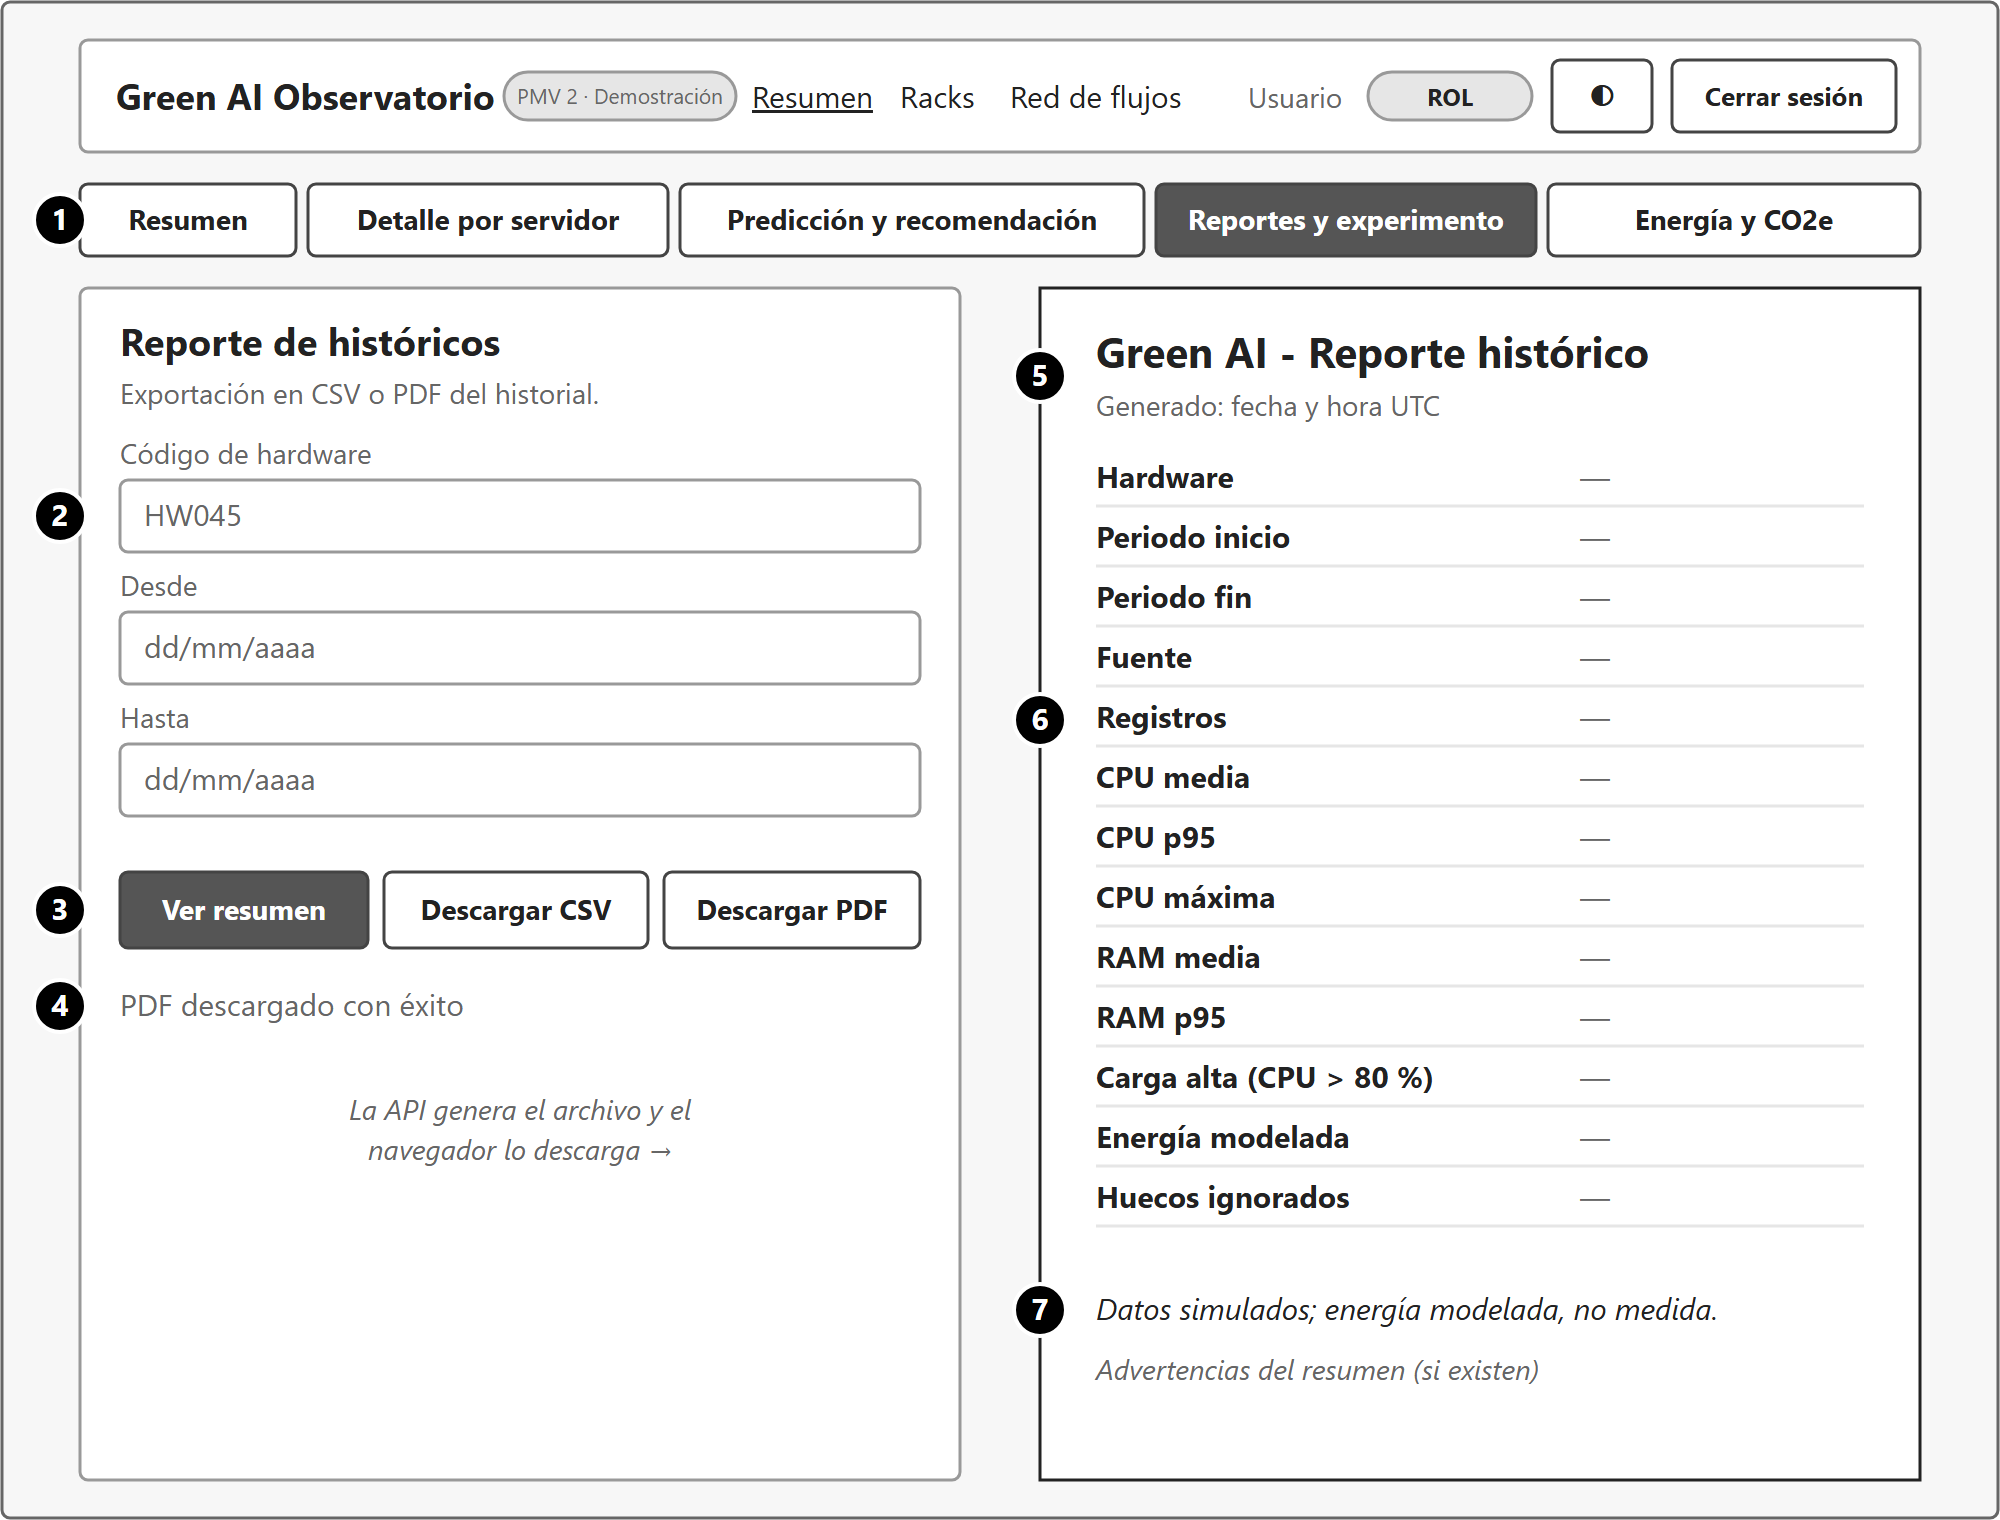 Green AI Observatorio
PMV 2 · Demostración
Resumen
Racks
Red de flujos
Usuario
ROL
Cerrar sesión
1
Resumen
Detalle por servidor
Predicción y recomendación
Reportes y experimento
Energía y CO2e
Reporte de históricos
Exportación en CSV o PDF del historial.
Código de hardware
2
HW045
Desde
dd/mm/aaaa
Hasta
dd/mm/aaaa
3
Ver resumen
Descargar CSV
Descargar PDF
4
PDF descargado con éxito
La API genera el archivo y el
navegador lo descarga →
5
Green AI - Reporte histórico
Generado: fecha y hora UTC
Hardware —
Periodo inicio —
Periodo fin —
Fuente —
6
Registros —
CPU media —
CPU p95 —
CPU máxima —
RAM media —
RAM p95 —
Carga alta (CPU > 80 %) —
Energía modelada —
Huecos ignorados —
7
Datos simulados; energía modelada, no medida.
Advertencias del resumen (si existen)